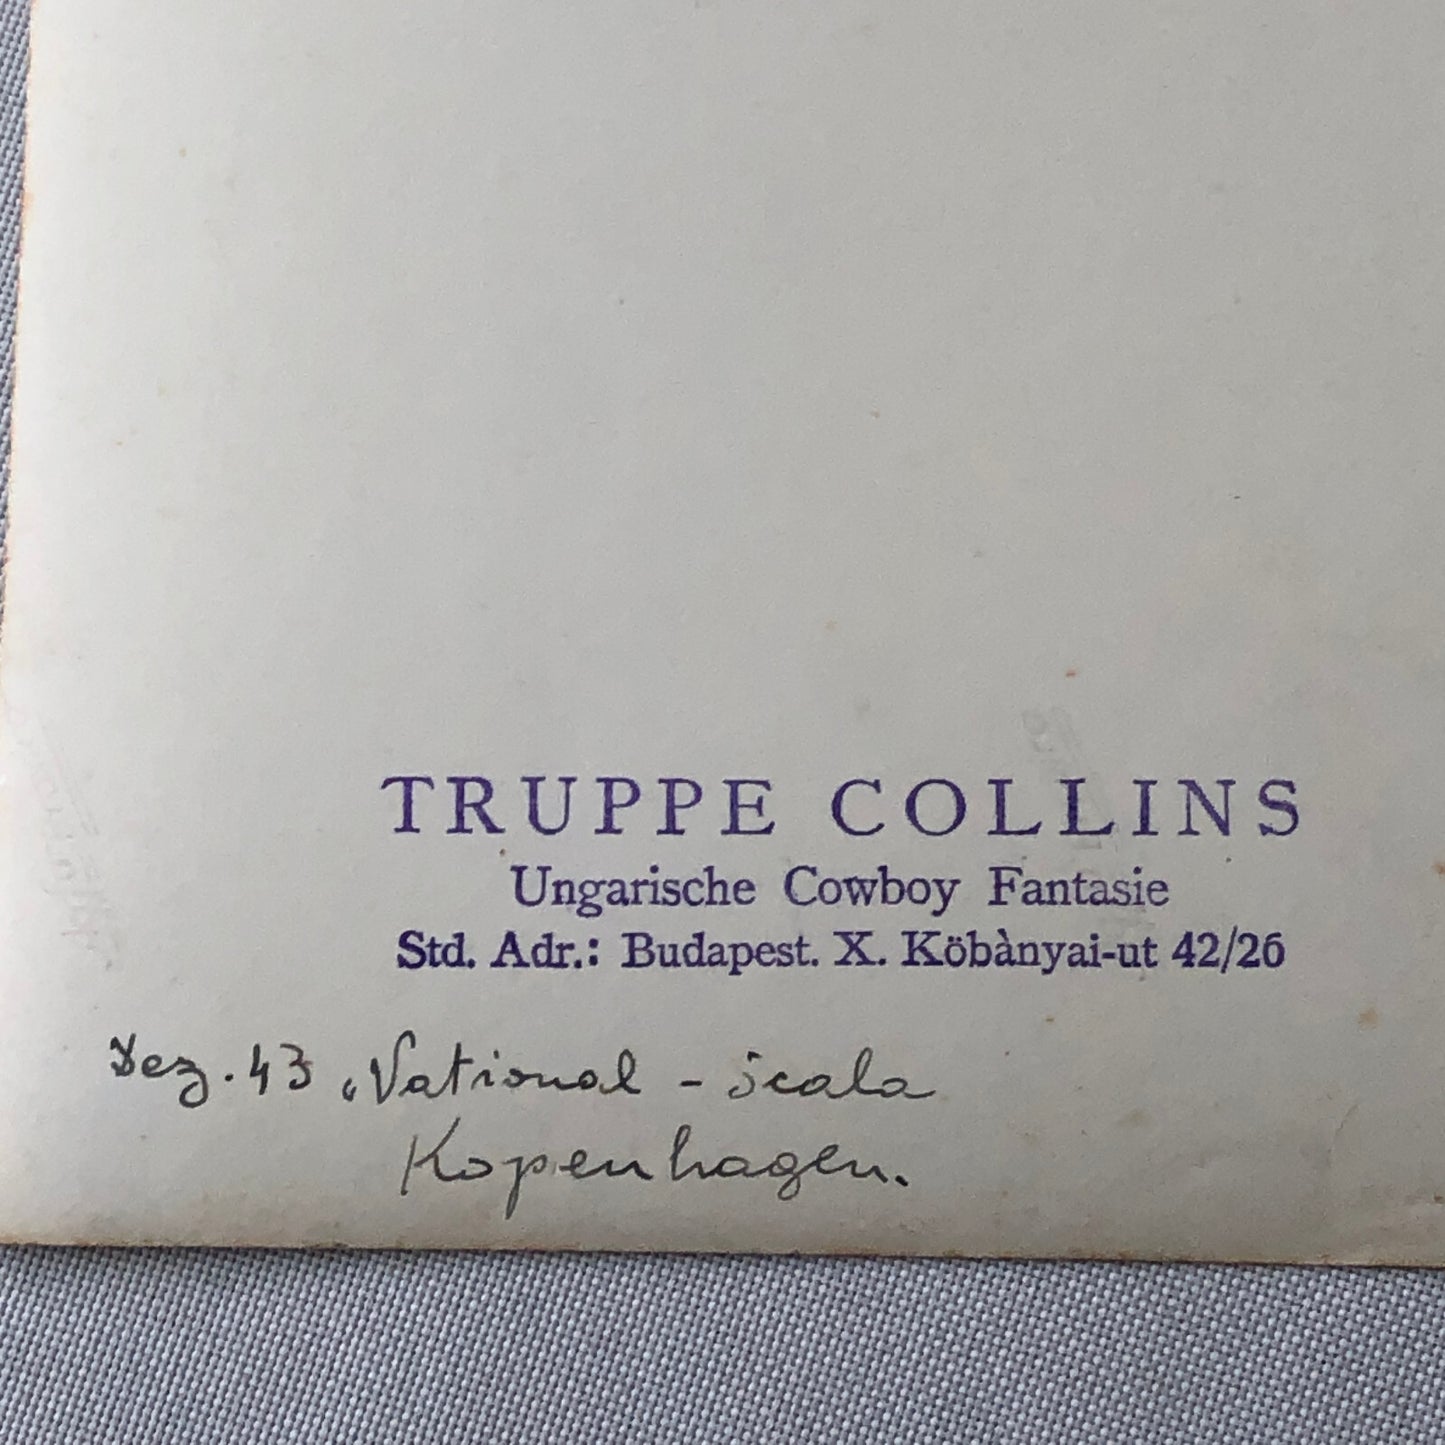 TRUPPE COLLINS
Ungarische Cowboy Fantasie
Std. Adr.: Budapest. X. Köbànyai-ut 42/26
Dez. 43 „National - Scala
Kopenhagen.